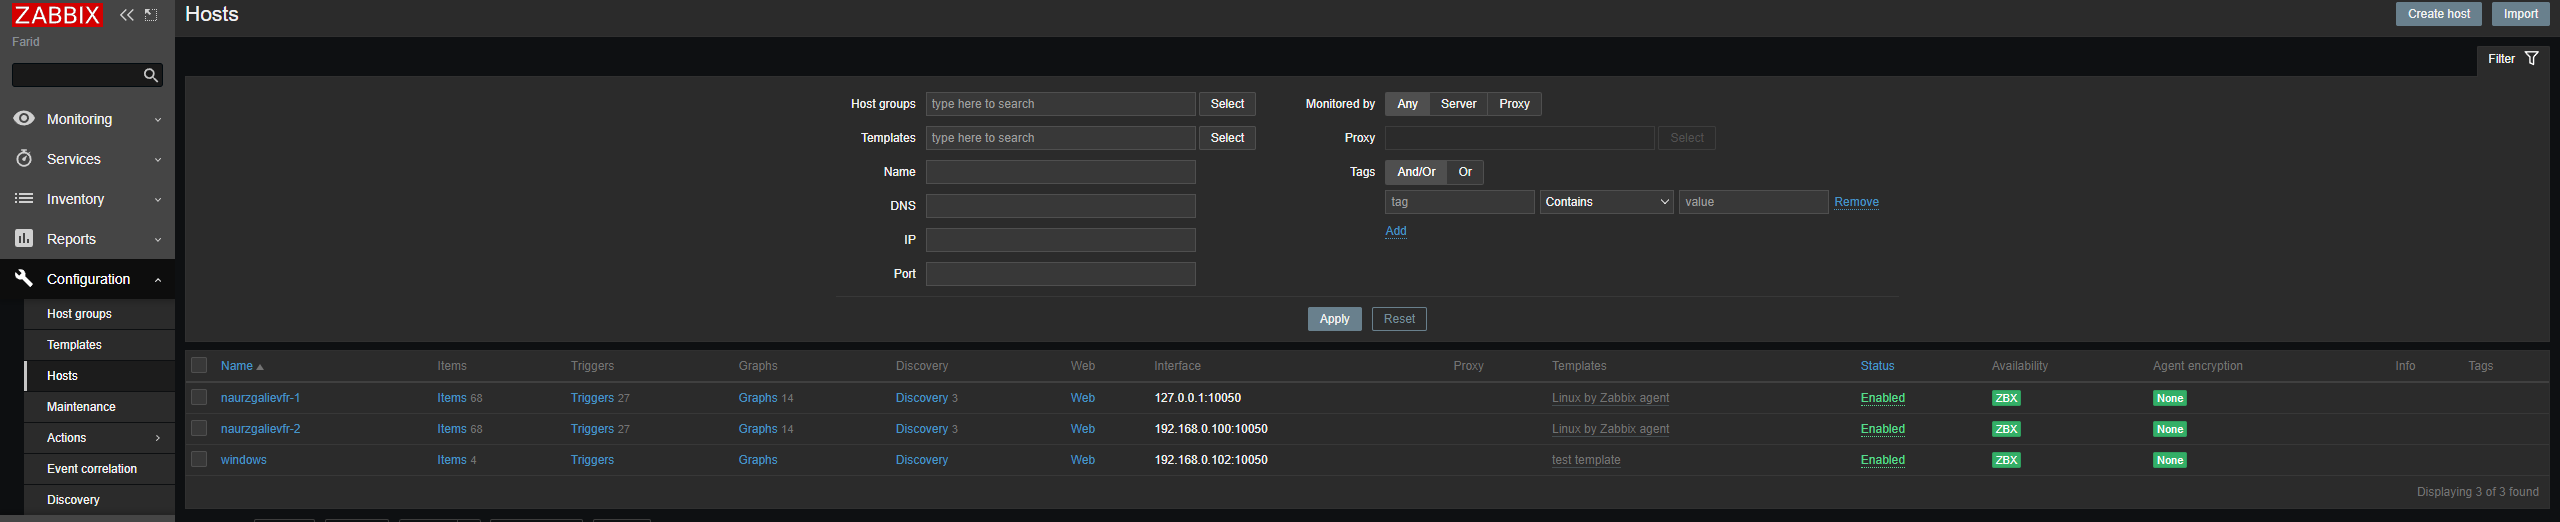 ZABBIX
Farid
Monitoring
Services
Inventory
Reports
Configuration
Host groups
Templates
Hosts
Maintenance
Actions
Event correlation
Discovery
Hosts
Create host Import
Filter
Host groups type here to search Select Monitored by Any Server Proxy
Templates type here to search Select Proxy Select
Name Tags And/Or Or
DNS tag Contains value Remove
Add
IP
Port
Apply Reset
Name Items Triggers Graphs Discovery Web Interface Proxy Templates Status Availability Agent encryption Info Tags
naurzgalievfr-1 Items 68 Triggers 27 Graphs 14 Discovery 3 Web 127.0.0.1:10050 Linux by Zabbix agent Enabled ZBX None
naurzgalievfr-2 Items 68 Triggers 27 Graphs 14 Discovery 3 Web 192.168.0.100:10050 Linux by Zabbix agent Enabled ZBX None
windows Items 4 Triggers Graphs Discovery Web 192.168.0.102:10050 test template Enabled ZBX None
Displaying 3 of 3 found